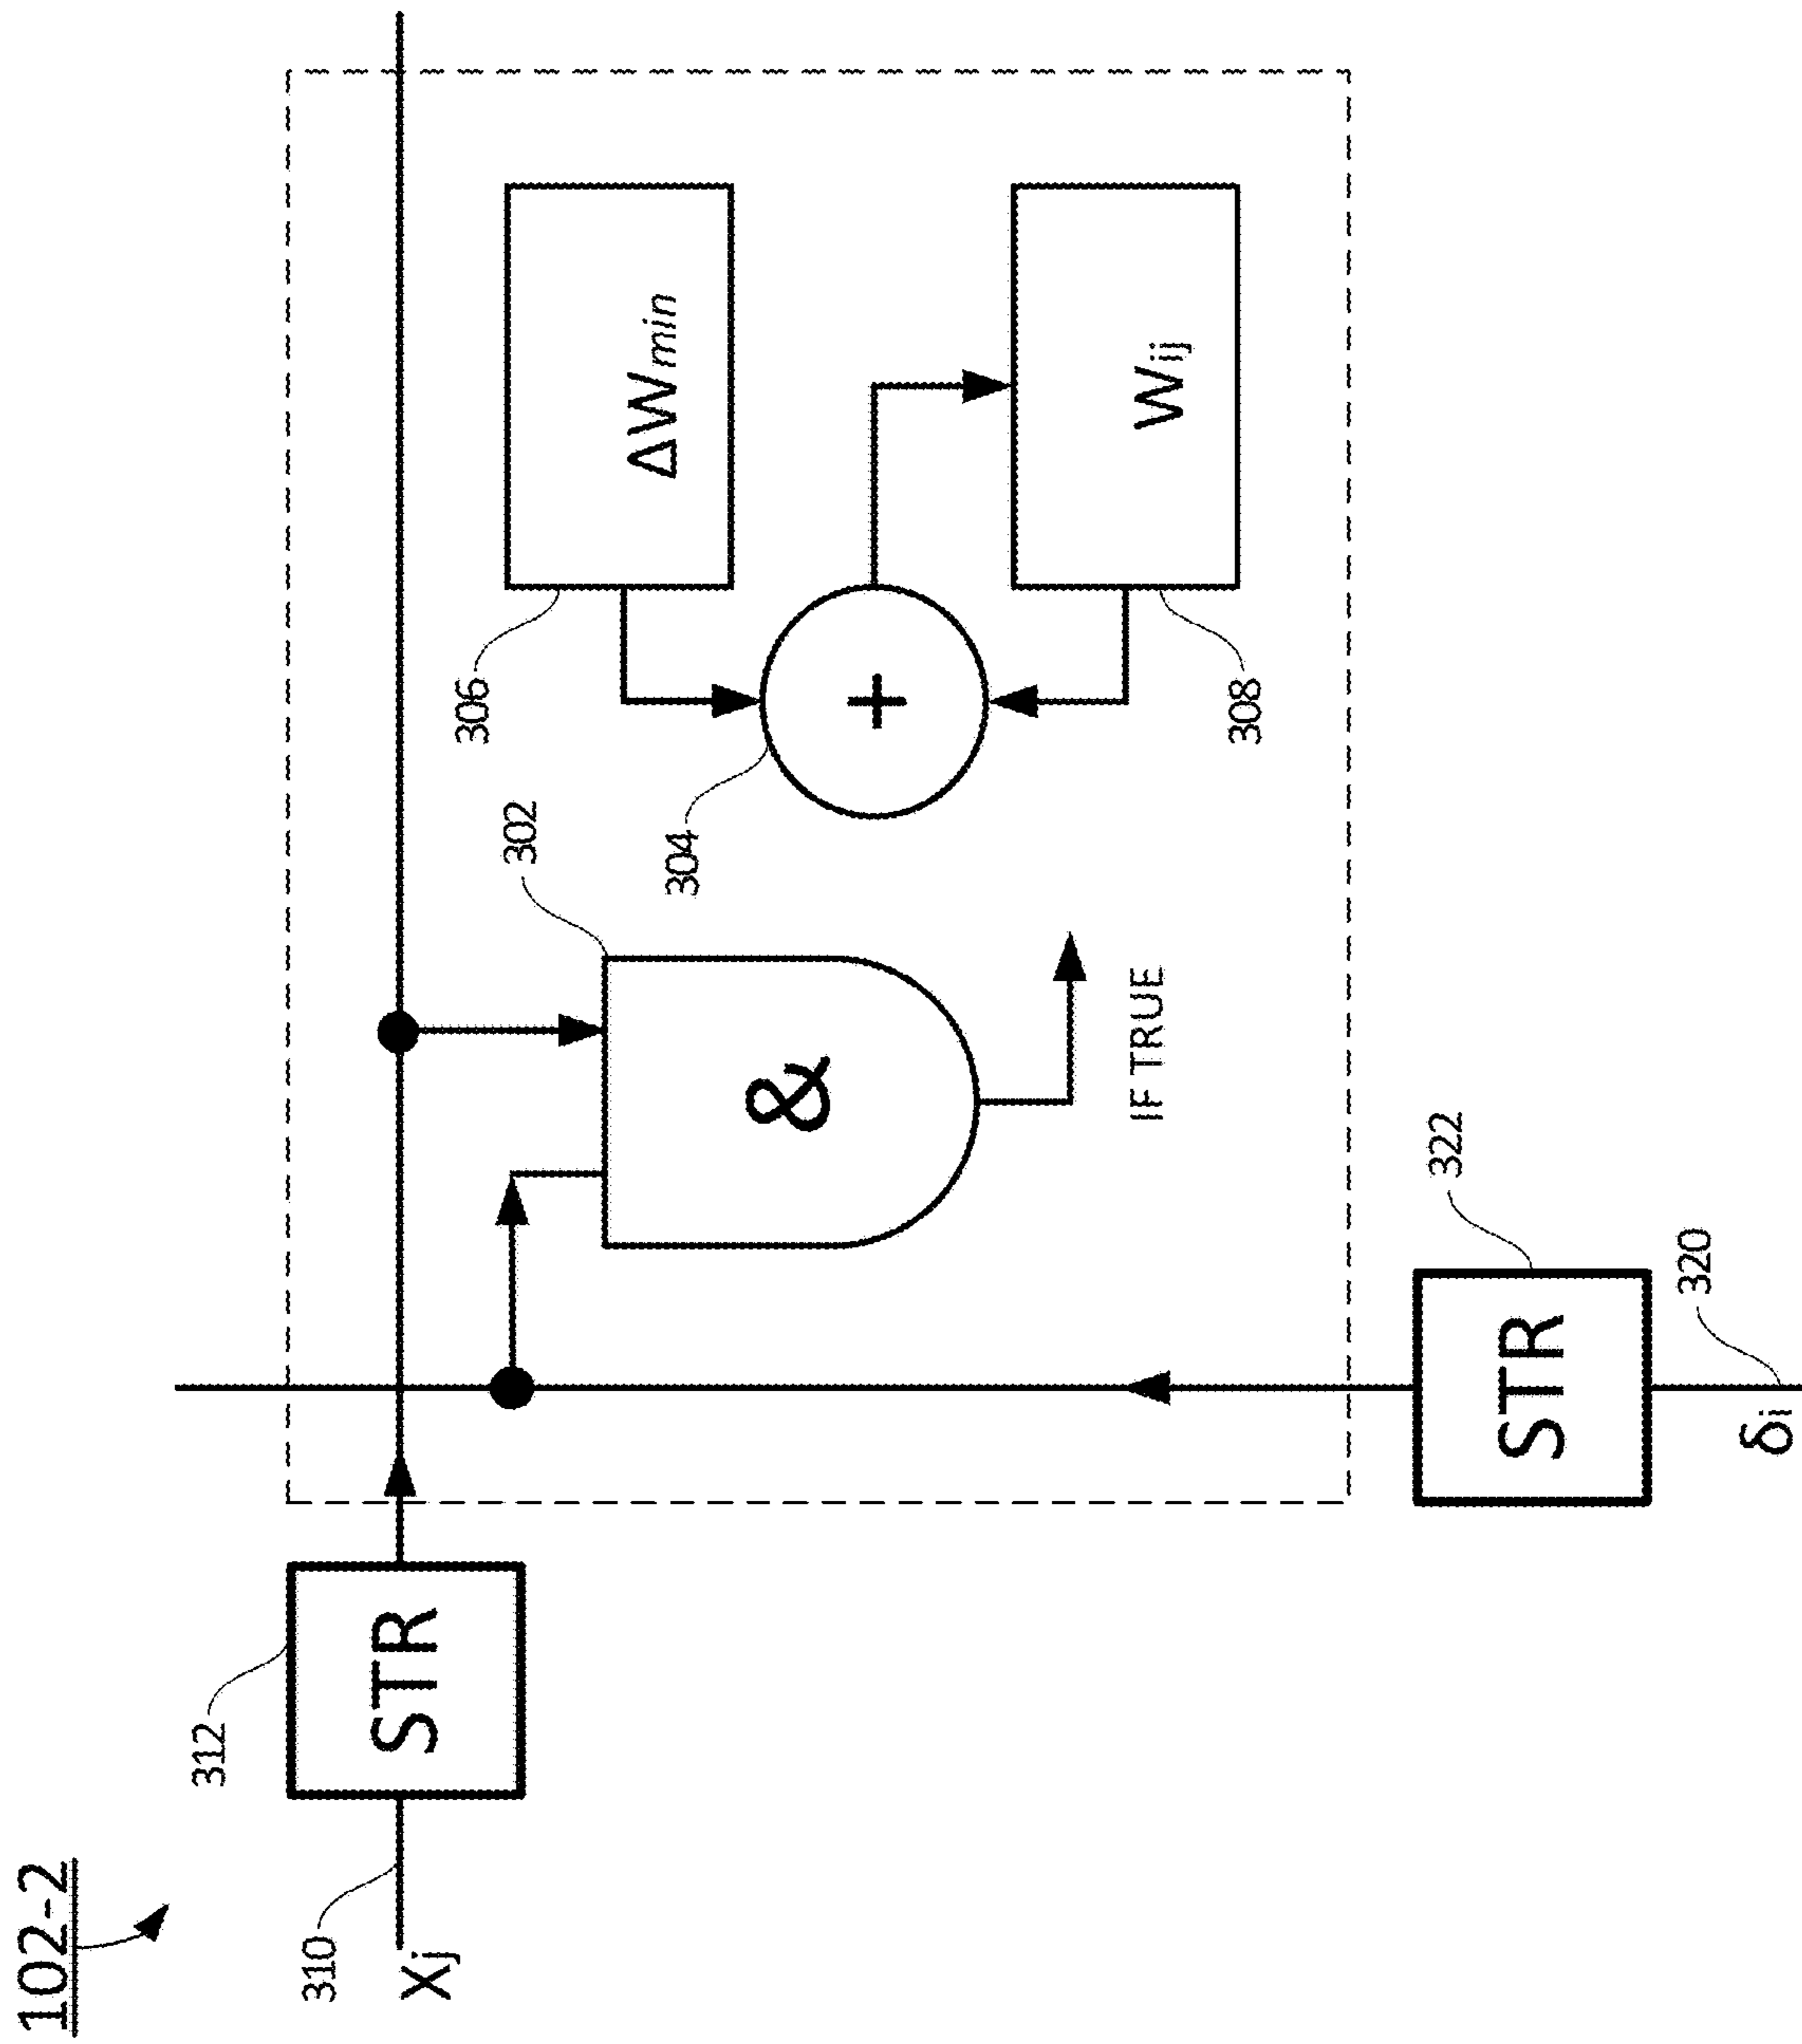 102-2
310
Xj
312
STR
302
&
IF TRUE
304
+
306
ΔWmin
308
Wij
322
STR
320
δi